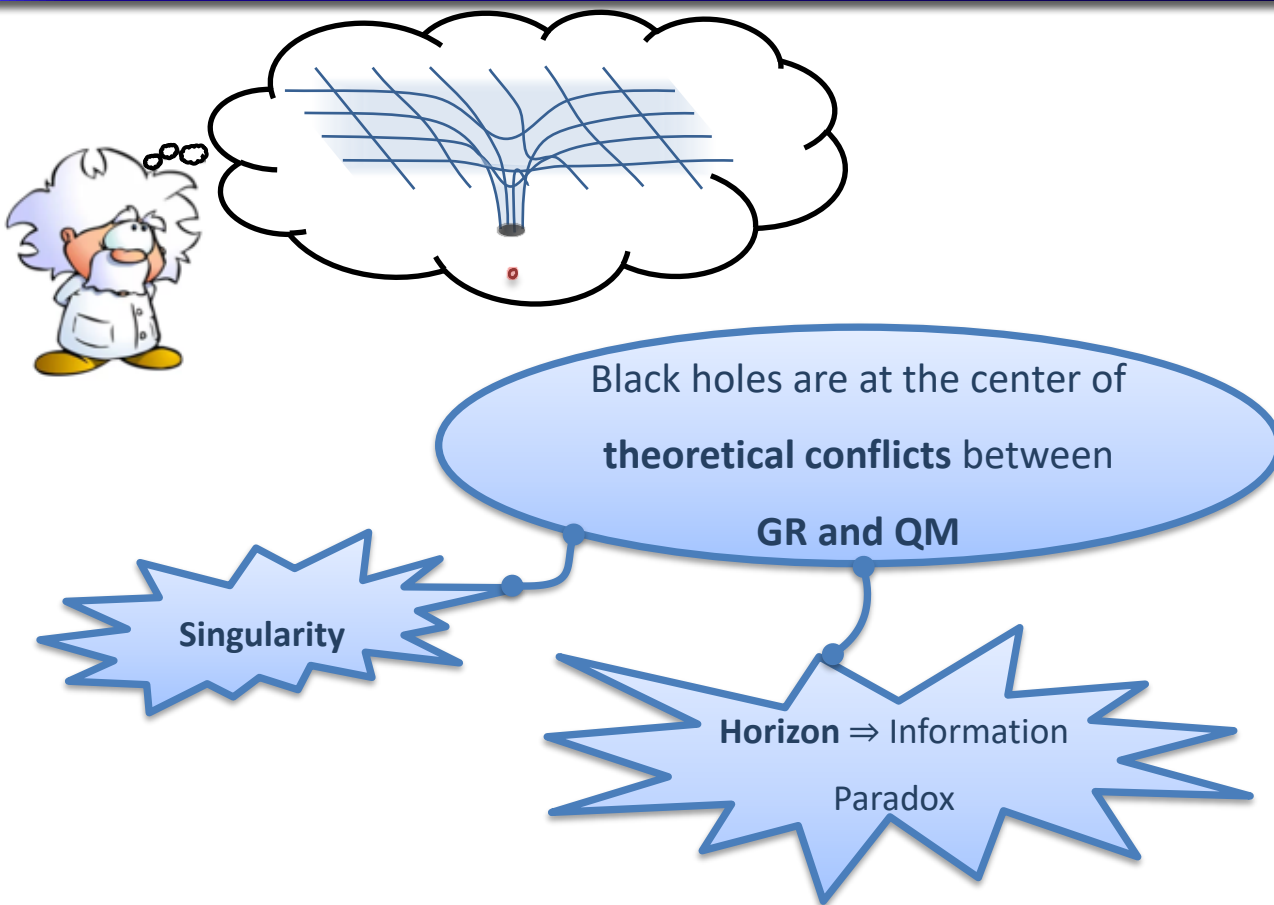 Black holes are at the center of
theoretical conflicts between
GR and QM
Singularity
Horizon ⇒ Information
Paradox